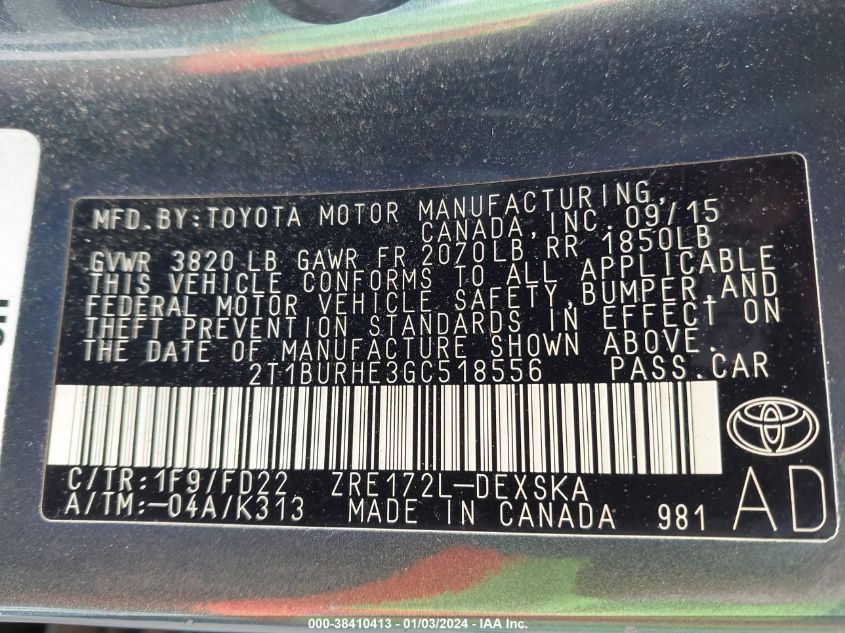 MFD.BY:TOYOTA MOTOR MANUFACTURING,
CANADA,INC. 09/15
GVWR 3820 LB GAWR FR 2070LB RR 1850LB
THIS VEHICLE CONFORMS TO ALL APPLICABLE
FEDERAL MOTOR VEHICLE SAFETY,BUMPER,AND
THEFT PREVENTION STANDARDS IN EFFECT ON
THE DATE OF MANUFACTURE SHOWN ABOVE.
2T1BURHE3GC518556 PASS.CAR
C/TR:1F9/FD22 ZRE172L-DEXSKA
A/TM:-04A/K313 MADE IN CANADA 981 AD
000-38410413 - 01/03/2024 - IAA Inc.